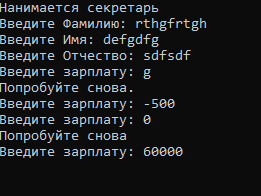 Нанимается секретарь
Введите Фамилию: rthgfrtgh
Введите Имя: defgdfg
Введите Отчество: sdfsdf
Введите зарплату: g
Попробуйте снова.
Введите зарплату: -500
Введите зарплату: 0
Попробуйте снова
Введите зарплату: 60000